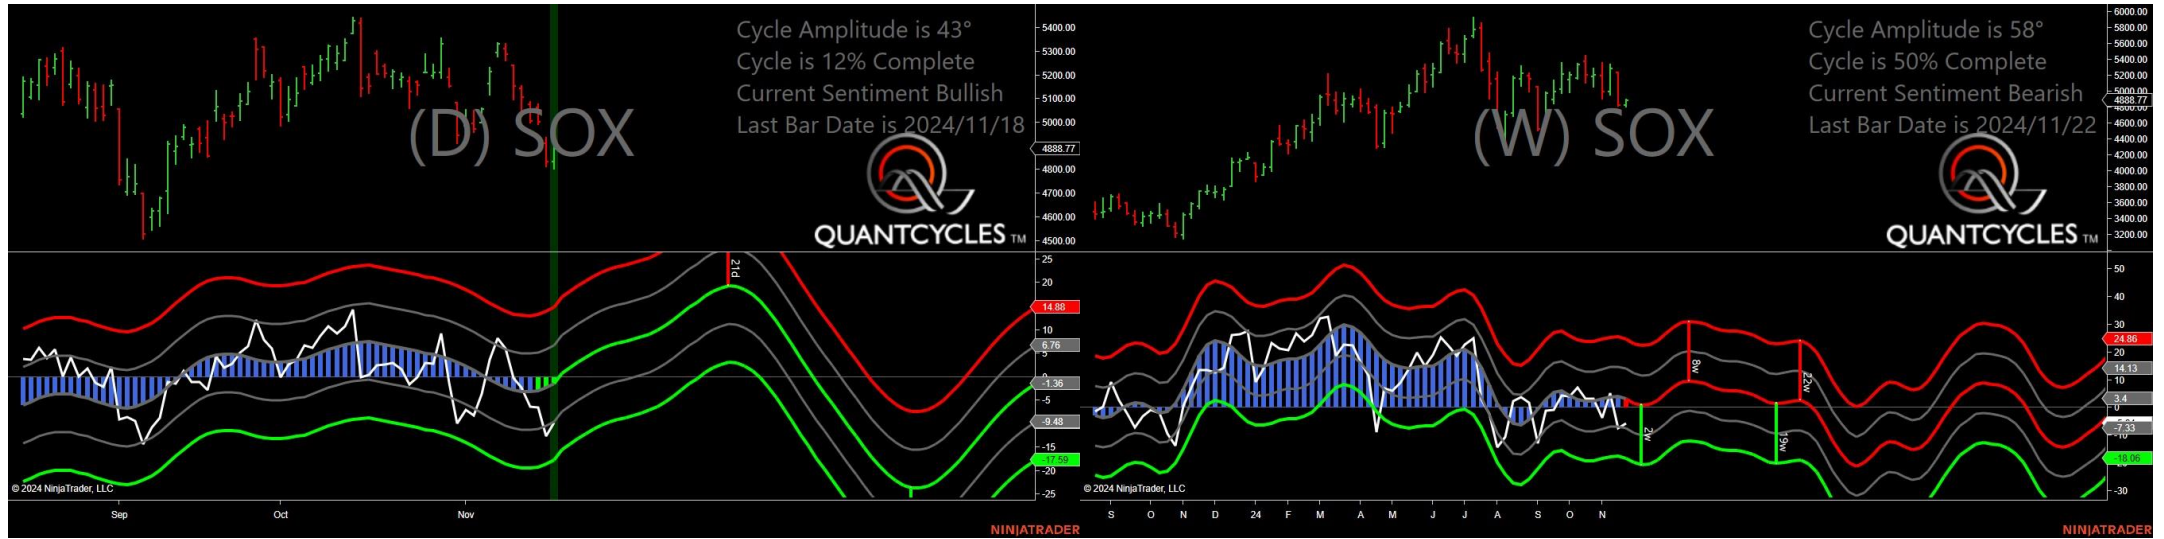 Cycle Amplitude is 43°
Cycle is 12% Complete
Current Sentiment Bullish
Last Bar Date is 2024/11/18
(D) SOX
QUANTCYCLES TM
5400.00
5300.00
5200.00
5100.00
5000.00
4888.77
4800.00
4700.00
4600.00
4500.00
25
20
14.88
10
6.76
5
0
-1.36
-5
-9.48
-15
-17.59
-20
-25
21d
© 2024 NinjaTrader, LLC
Sep Oct Nov
NINJATRADER
Cycle Amplitude is 58°
Cycle is 50% Complete
Current Sentiment Bearish
Last Bar Date is 2024/11/22
(W) SOX
QUANTCYCLES TM
6000.00
5800.00
5600.00
5400.00
5200.00
5000.00
4888.77
4600.00
4400.00
4200.00
4000.00
3800.00
3600.00
3400.00
3200.00
50
40
30
24.86
20
14.13
10
3.4
0
-7.33
-10
-18.06
-30
8w
22w
2w
19w
© 2024 NinjaTrader, LLC
S O N D 24 F M A M J J A S O N
NINJATRADER